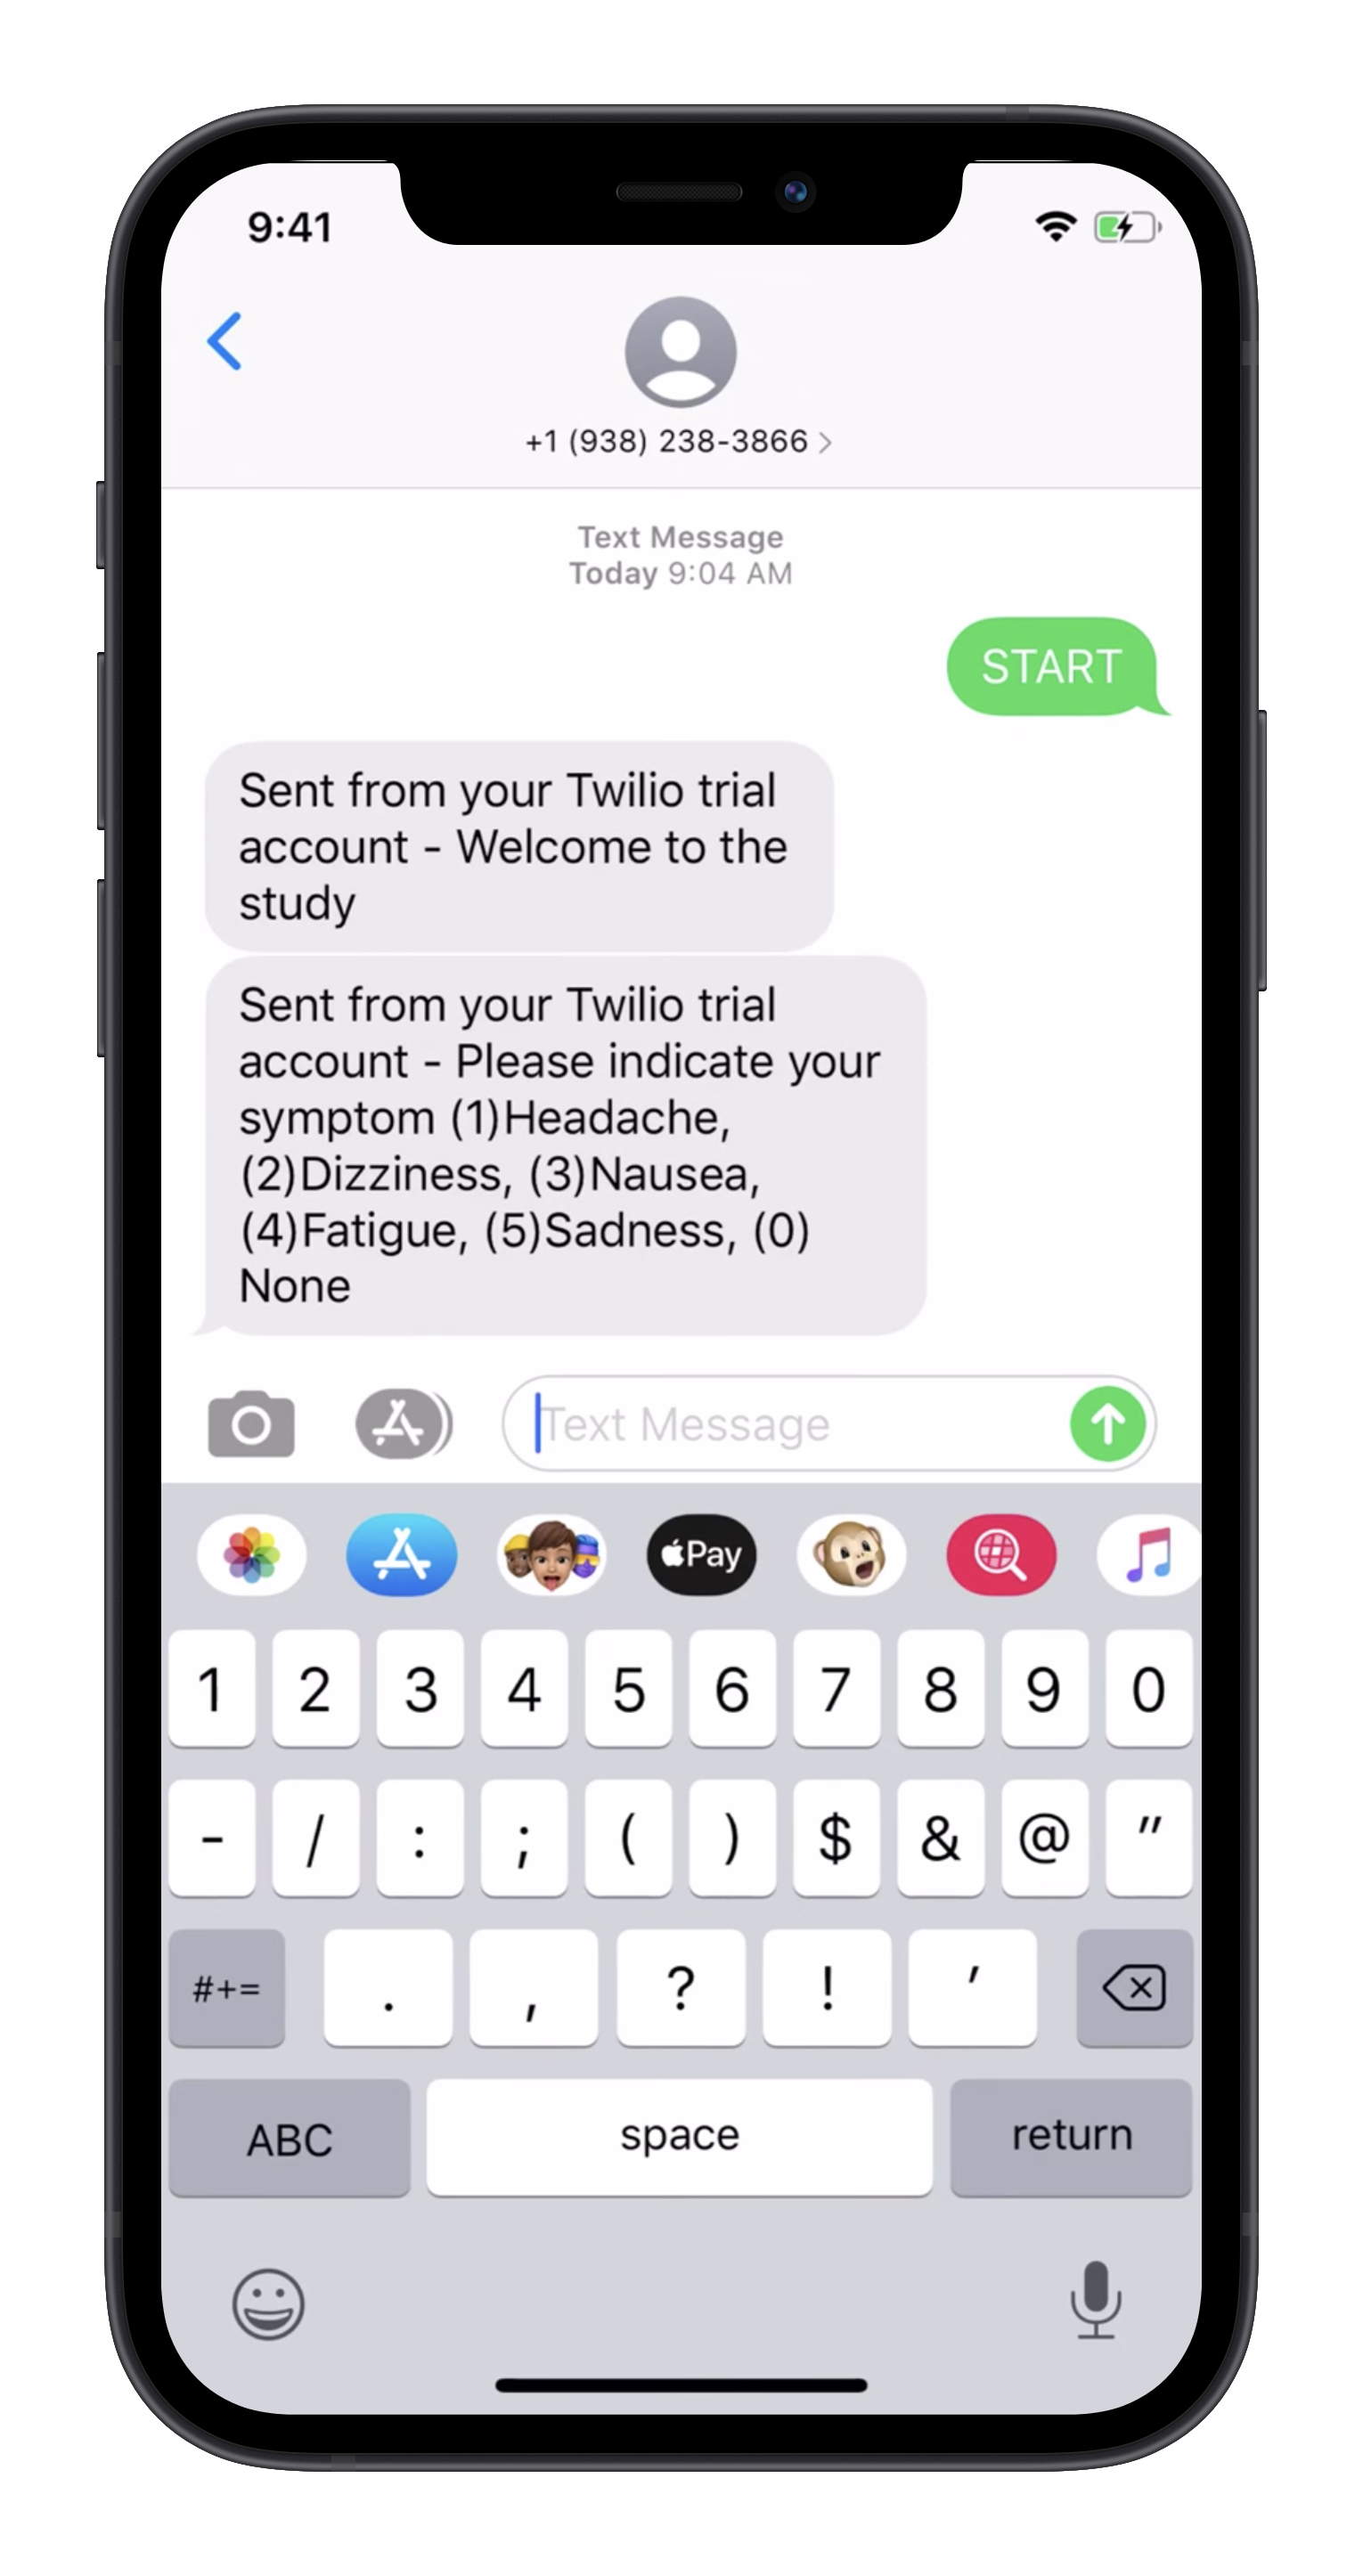 9:41
+1 (938) 238-3866
Text Message
Today 9:04 AM
START
Sent from your Twilio trial
account - Welcome to the
study
Sent from your Twilio trial
account - Please indicate your
symptom (1)Headache,
(2)Dizziness, (3)Nausea,
(4)Fatigue, (5)Sadness, (0)
None
Text Message
Pay
1 2 3 4 5 6 7 8 9 0
- / : ; ( ) $ & @ "
#+= . , ? ! '
ABC space return